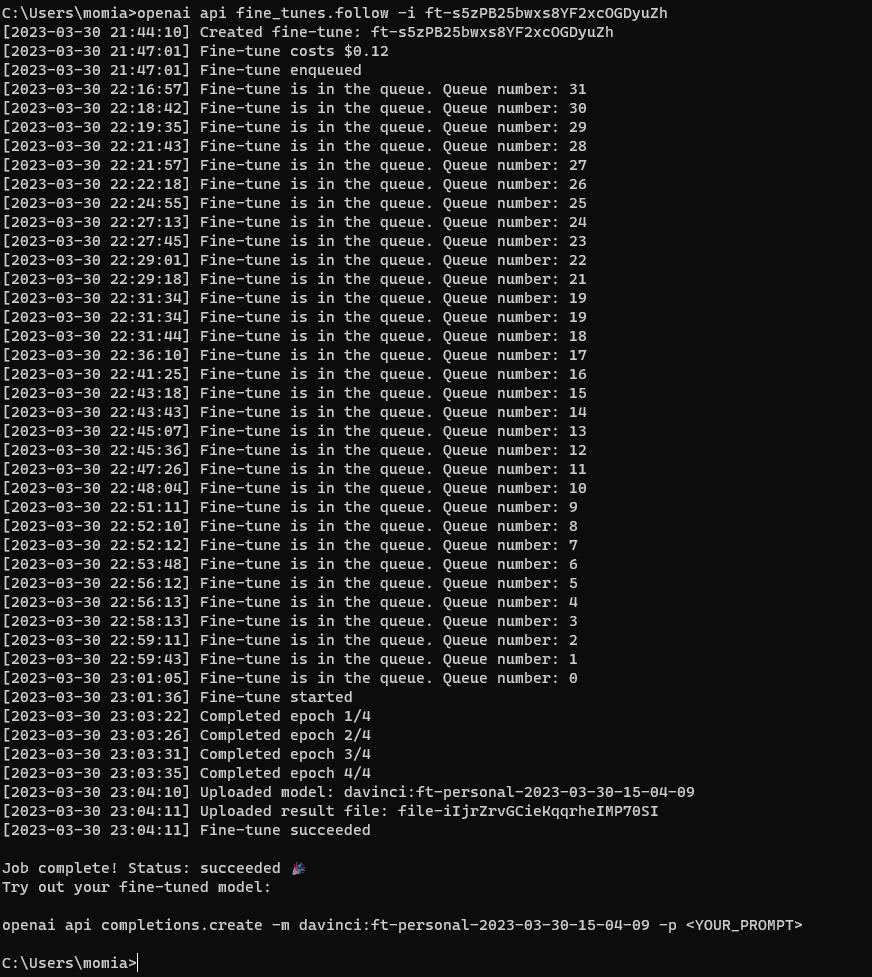 C:\Users\momia>openai api fine_tunes.follow -i ft-s5zPB25bwxs8YF2xcOGDyuZh
[2023-03-30 21:44:10] Created fine-tune: ft-s5zPB25bwxs8YF2xcOGDyuZh
[2023-03-30 21:47:01] Fine-tune costs $0.12
[2023-03-30 21:47:01] Fine-tune enqueued
[2023-03-30 22:16:57] Fine-tune is in the queue. Queue number: 31
[2023-03-30 22:18:42] Fine-tune is in the queue. Queue number: 30
[2023-03-30 22:19:35] Fine-tune is in the queue. Queue number: 29
[2023-03-30 22:21:43] Fine-tune is in the queue. Queue number: 28
[2023-03-30 22:21:57] Fine-tune is in the queue. Queue number: 27
[2023-03-30 22:22:18] Fine-tune is in the queue. Queue number: 26
[2023-03-30 22:24:55] Fine-tune is in the queue. Queue number: 25
[2023-03-30 22:27:13] Fine-tune is in the queue. Queue number: 24
[2023-03-30 22:27:45] Fine-tune is in the queue. Queue number: 23
[2023-03-30 22:29:01] Fine-tune is in the queue. Queue number: 22
[2023-03-30 22:29:18] Fine-tune is in the queue. Queue number: 21
[2023-03-30 22:31:34] Fine-tune is in the queue. Queue number: 19
[2023-03-30 22:31:34] Fine-tune is in the queue. Queue number: 19
[2023-03-30 22:31:44] Fine-tune is in the queue. Queue number: 18
[2023-03-30 22:36:10] Fine-tune is in the queue. Queue number: 17
[2023-03-30 22:41:25] Fine-tune is in the queue. Queue number: 16
[2023-03-30 22:43:18] Fine-tune is in the queue. Queue number: 15
[2023-03-30 22:43:43] Fine-tune is in the queue. Queue number: 14
[2023-03-30 22:45:07] Fine-tune is in the queue. Queue number: 13
[2023-03-30 22:45:36] Fine-tune is in the queue. Queue number: 12
[2023-03-30 22:47:26] Fine-tune is in the queue. Queue number: 11
[2023-03-30 22:48:04] Fine-tune is in the queue. Queue number: 10
[2023-03-30 22:51:11] Fine-tune is in the queue. Queue number: 9
[2023-03-30 22:52:10] Fine-tune is in the queue. Queue number: 8
[2023-03-30 22:52:12] Fine-tune is in the queue. Queue number: 7
[2023-03-30 22:53:48] Fine-tune is in the queue. Queue number: 6
[2023-03-30 22:56:12] Fine-tune is in the queue. Queue number: 5
[2023-03-30 22:56:13] Fine-tune is in the queue. Queue number: 4
[2023-03-30 22:58:13] Fine-tune is in the queue. Queue number: 3
[2023-03-30 22:59:11] Fine-tune is in the queue. Queue number: 2
[2023-03-30 22:59:43] Fine-tune is in the queue. Queue number: 1
[2023-03-30 23:01:05] Fine-tune is in the queue. Queue number: 0
[2023-03-30 23:01:36] Fine-tune started
[2023-03-30 23:03:22] Completed epoch 1/4
[2023-03-30 23:03:26] Completed epoch 2/4
[2023-03-30 23:03:31] Completed epoch 3/4
[2023-03-30 23:03:35] Completed epoch 4/4
[2023-03-30 23:04:10] Uploaded model: davinci:ft-personal-2023-03-30-15-04-09
[2023-03-30 23:04:11] Uploaded result file: file-iIjrZrvGCieKqqrheIMP70SI
[2023-03-30 23:04:11] Fine-tune succeeded
Job complete! Status: succeeded 🎉
Try out your fine-tuned model:
openai api completions.create -m davinci:ft-personal-2023-03-30-15-04-09 -p <YOUR_PROMPT>
C:\Users\momia>